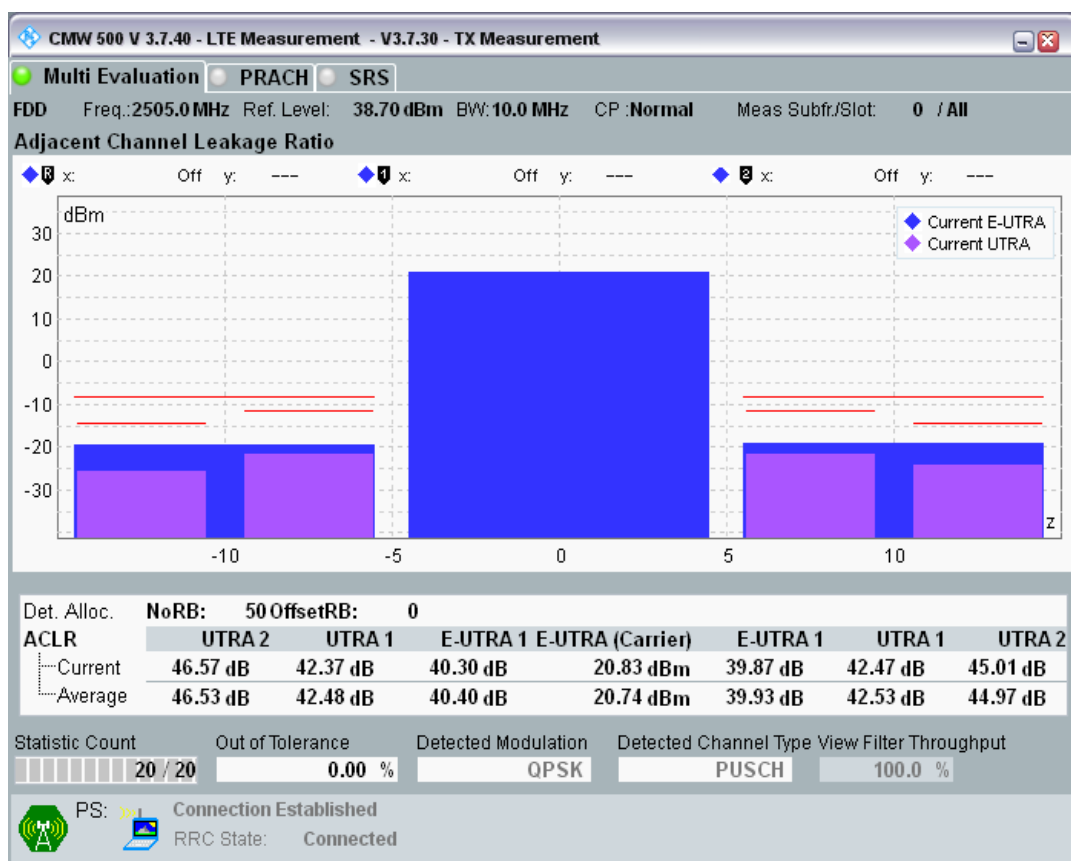 CMW 500 V 3.7.40 - LTE Measurement - V3.7.30 - TX Measurement
Multi Evaluation PRACH SRS
FDD Freq.:2505.0 MHz Ref. Level: 38.70 dBm BW: 10.0 MHz CP :Normal Meas Subfr./Slot: 0 / All
Adjacent Channel Leakage Ratio
R x: Off y: --- 1 x: Off y: --- 2 x: Off y: ---
dBm
Current E-UTRA
Current UTRA
30
20
10
0
-10
-20
-30
z
-10 -5 0 5 10
Det. Alloc. NoRB: 50 OffsetRB: 0
ACLR UTRA 2 UTRA 1 E-UTRA 1 E-UTRA (Carrier) E-UTRA 1 UTRA 1 UTRA 2
Current 46.57 dB 42.37 dB 40.30 dB 20.83 dBm 39.87 dB 42.47 dB 45.01 dB
Average 46.53 dB 42.48 dB 40.40 dB 20.74 dBm 39.93 dB 42.53 dB 44.97 dB
Statistic Count Out of Tolerance Detected Modulation Detected Channel Type View Filter Throughput
20 / 20 0.00 % QPSK PUSCH 100.0 %
PS: Connection Established
RRC State: Connected